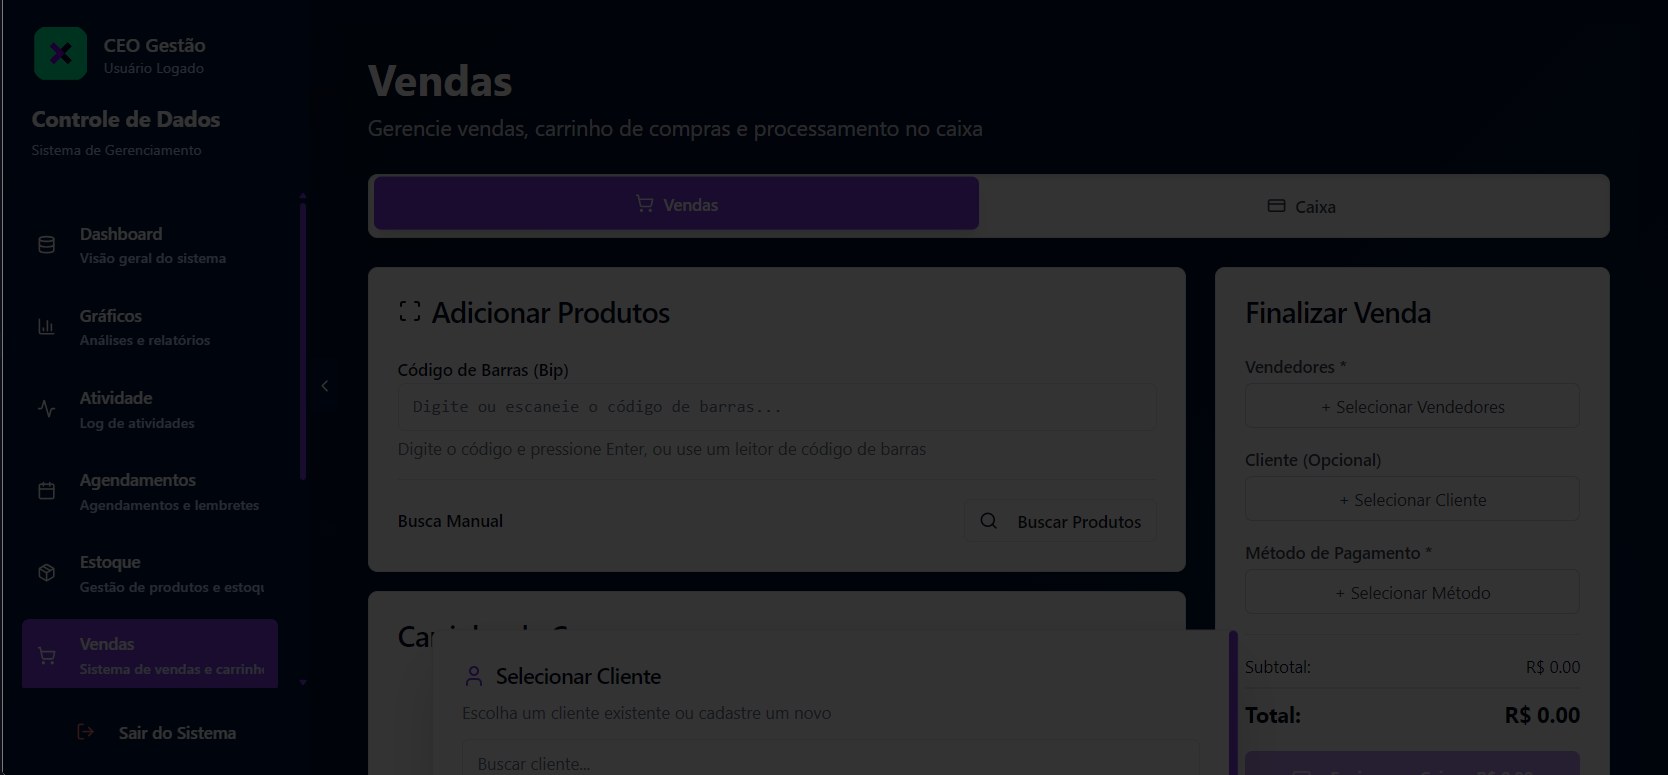 CEO Gestão
Usuário Logado
Controle de Dados
Sistema de Gerenciamento
Dashboard
Visão geral do sistema
Gráficos
Análises e relatórios
Atividade
Log de atividades
Agendamentos
Agendamentos e lembretes
Estoque
Gestão de produtos e estoqu
Vendas
Sistema de vendas e carrinh
Sair do Sistema
Vendas
Gerencie vendas, carrinho de compras e processamento no caixa
Vendas
Caixa
Adicionar Produtos
Código de Barras (Bip)
Digite ou escaneie o código de barras...
Digite o código e pressione Enter, ou use um leitor de código de barras
Busca Manual
Buscar Produtos
Selecionar Cliente
Escolha um cliente existente ou cadastre um novo
Buscar cliente...
Finalizar Venda
Vendedores *
+ Selecionar Vendedores
Cliente (Opcional)
+ Selecionar Cliente
Método de Pagamento *
+ Selecionar Método
Subtotal: R$ 0.00
Total: R$ 0.00